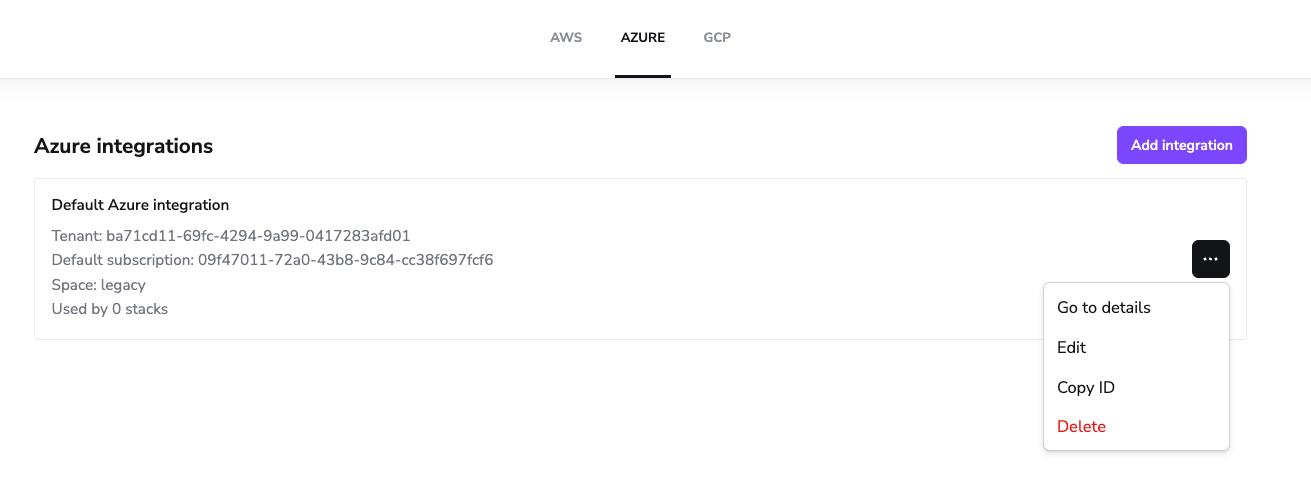 AWS AZURE GCP
Azure integrations
Add integration
Default Azure integration
Tenant: ba71cd11-69fc-4294-9a99-0417283afd01
Default subscription: 09f47011-72a0-43b8-9c84-cc38f697fcf6
Space: legacy
Used by 0 stacks
Go to details
Edit
Copy ID
Delete